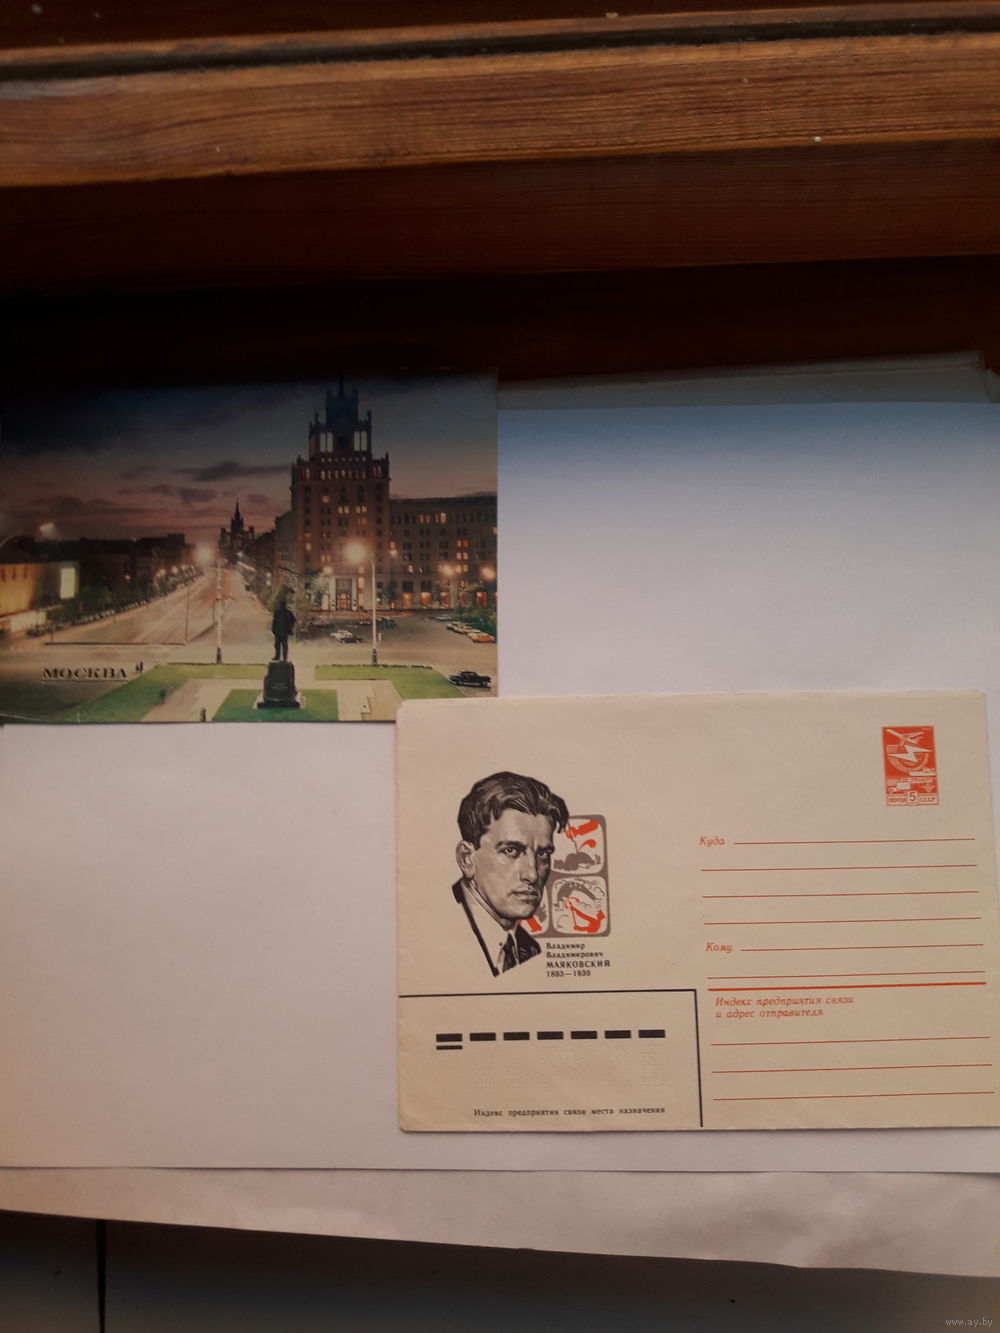 МОСКВА
ПОЧТА 5 СССР
Куда
Кому
Владимир
Владимирович
МАЯКОВСКИЙ
1893—1930
Индекс предприятия связи
и адрес отправителя
Индекс предприятия связи места назначения
www.ay.by